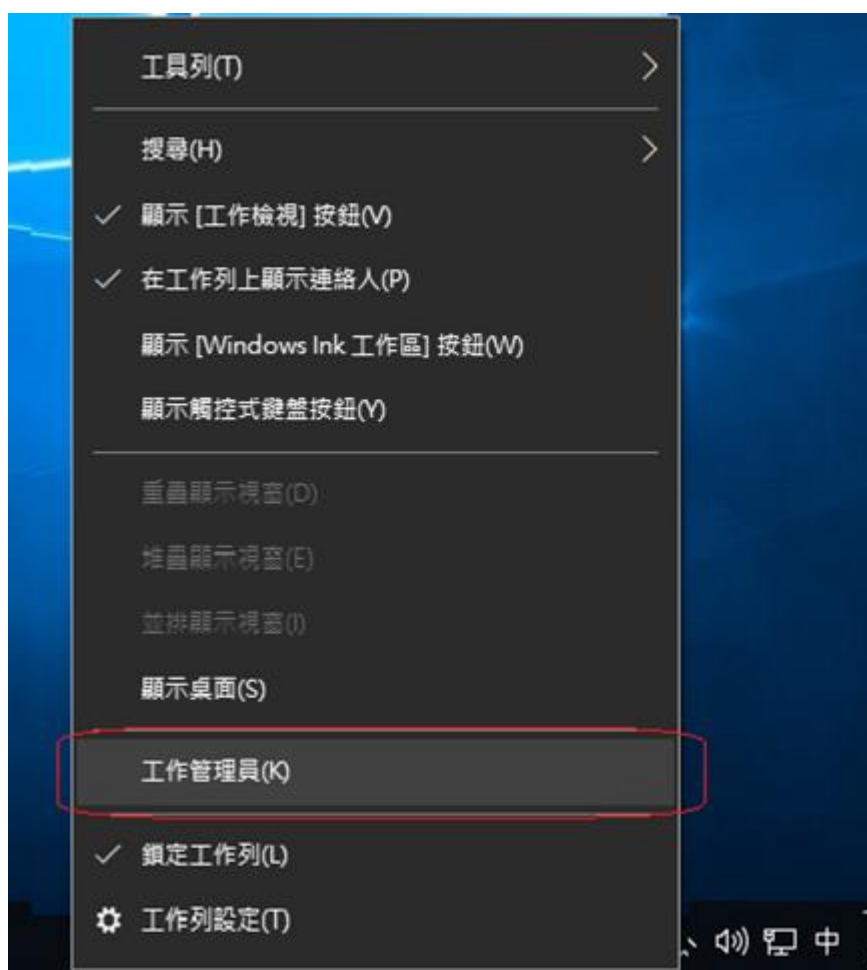 工具列(T)
搜尋(H)
顯示 [工作檢視] 按鈕(V)
在工作列上顯示連絡人(P)
顯示 [Windows Ink 工作區] 按鈕(W)
顯示觸控式鍵盤按鈕(Y)
重疊顯示視窗(D)
堆疊顯示視窗(E)
並排顯示視窗(I)
顯示桌面(S)
工作管理員(K)
鎖定工作列(L)
工作列設定(T)
中